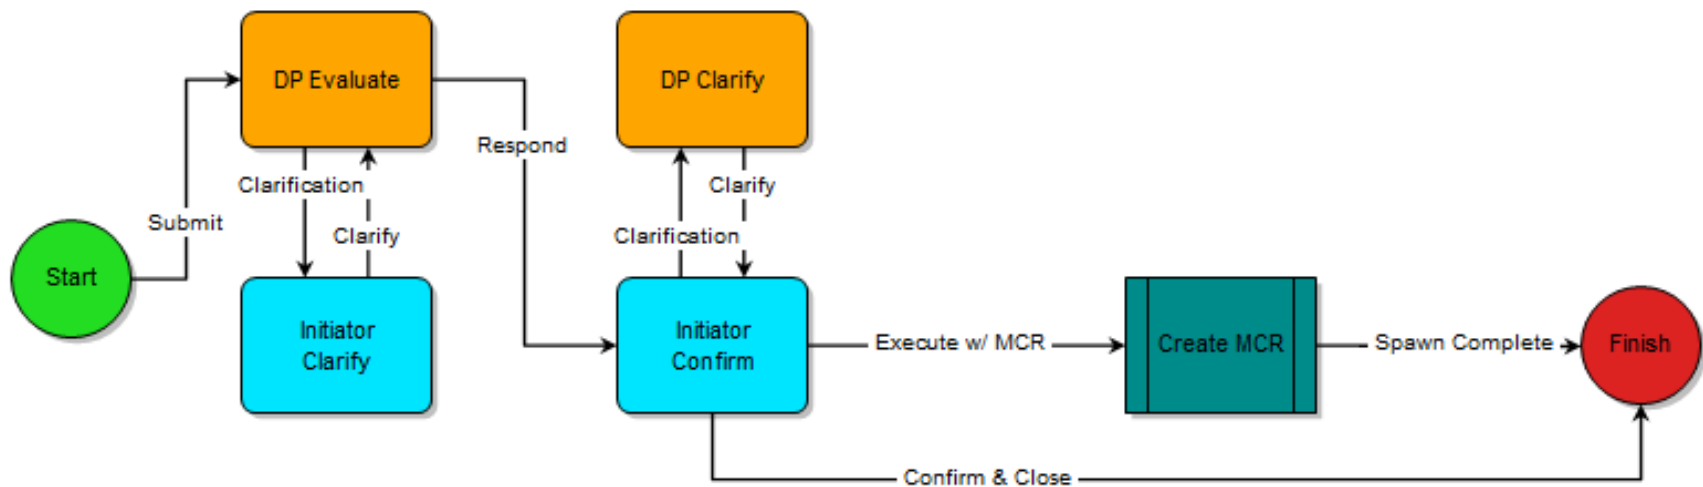 DP Evaluate
DP Clarify
Respond
Clarification
Clarify
Submit
Clarify
Clarification
Start
Initiator
Clarify
Initiator
Confirm
Execute w/ MCR
Create MCR
Spawn Complete
Finish
Confirm & Close